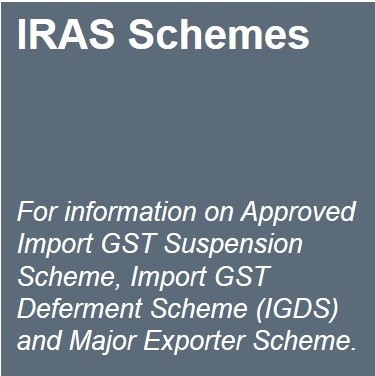 IRAS Schemes
For information on Approved
Import GST Suspension
Scheme, Import GST
Deferment Scheme (IGDS)
and Major Exporter Scheme.